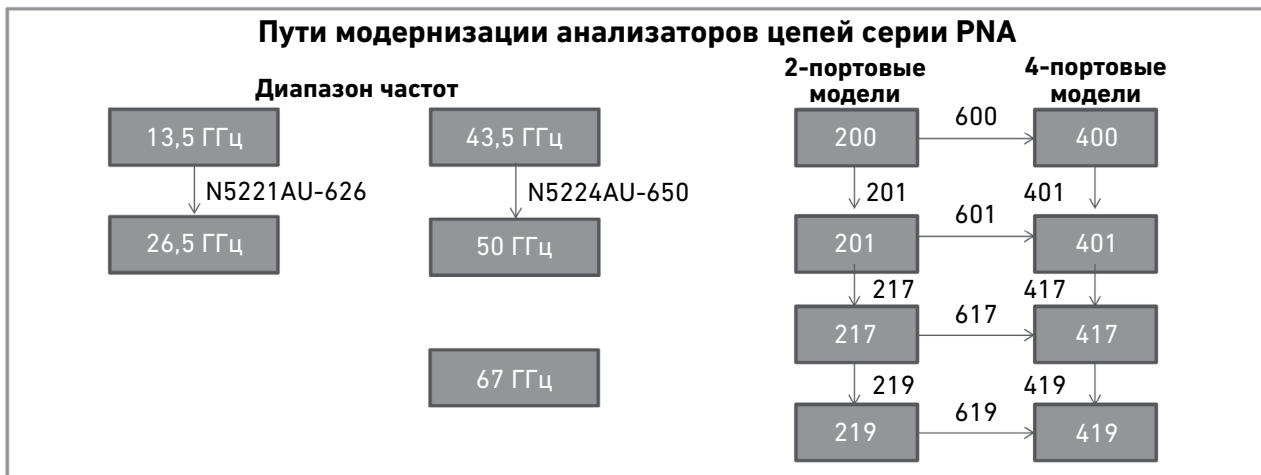 Пути модернизации анализаторов цепей серии PNA
Диапазон частот
13,5 ГГц
N5221AU-626
26,5 ГГц
43,5 ГГц
N5224AU-650
50 ГГц
67 ГГц
2-портовые
модели
4-портовые
модели
200
600
400
201
401
201
601
401
217
417
217
617
417
219
419
219
619
419